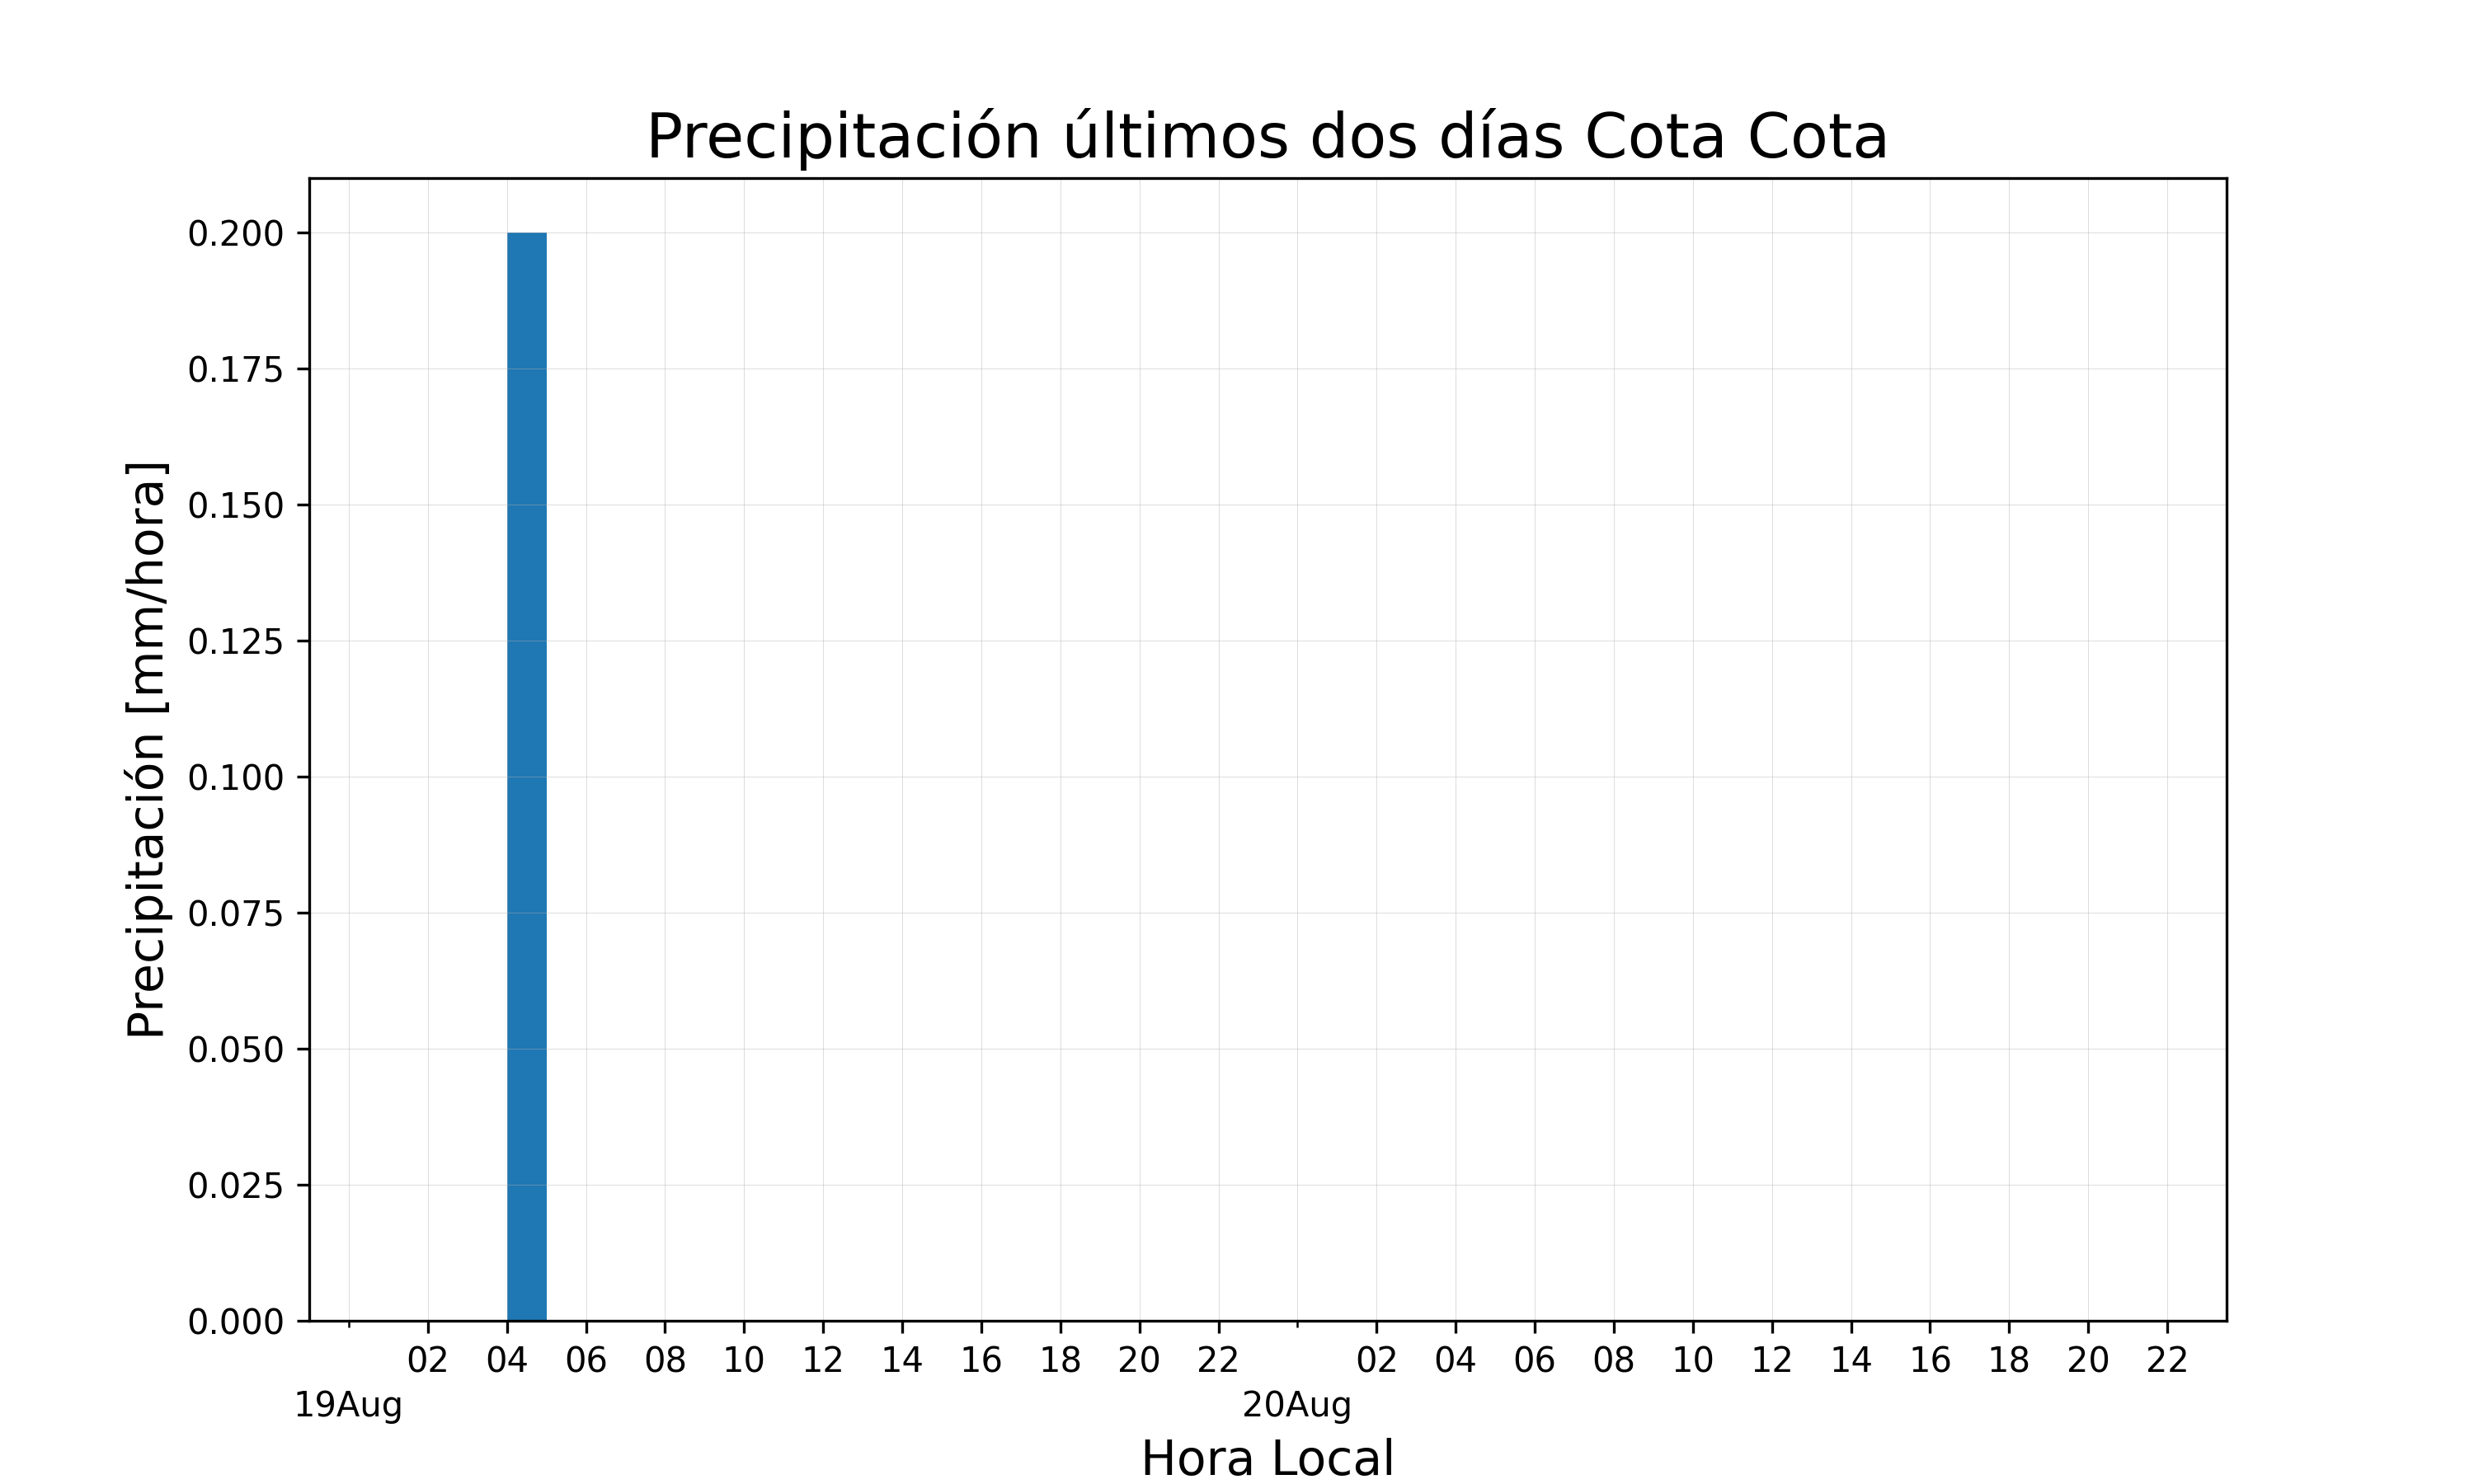 Precipitación últimos dos días Cota Cota
Precipitación [mm/hora]
0.200
0.175
0.150
0.125
0.100
0.075
0.050
0.025
0.000
02 04 06 08 10 12 14 16 18 20 22 02 04 06 08 10 12 14 16 18 20 22
19Aug 20Aug
Hora Local